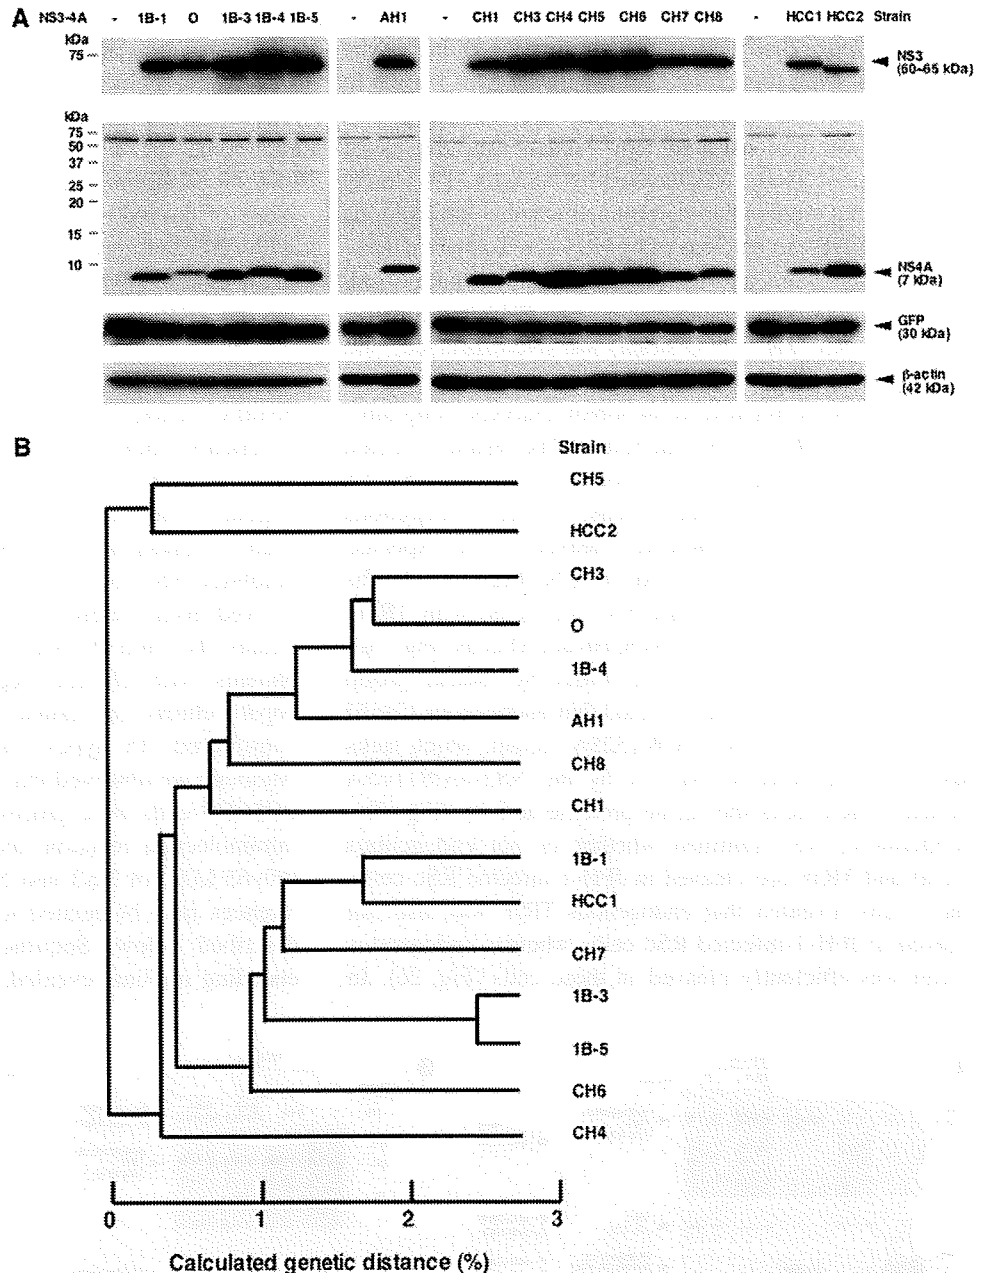 A
NS3-4A - 1B-1 O 1B-3 1B-4 1B-5 - AH1 - CH1 CH3 CH4 CH5 CH6 CH7 CH8 - HCC1 HCC2 Strain
kDa
75
NS3
(60~65 kDa)
kDa
75
50
37
25
20
15
10
NS4A
(7 kDa)
GFP
(30 kDa)
β-actin
(42 kDa)
B
Strain
CH5
HCC2
CH3
O
1B-4
AH1
CH8
CH1
1B-1
HCC1
CH7
1B-3
1B-5
CH6
CH4
0 1 2 3
Calculated genetic distance (%)